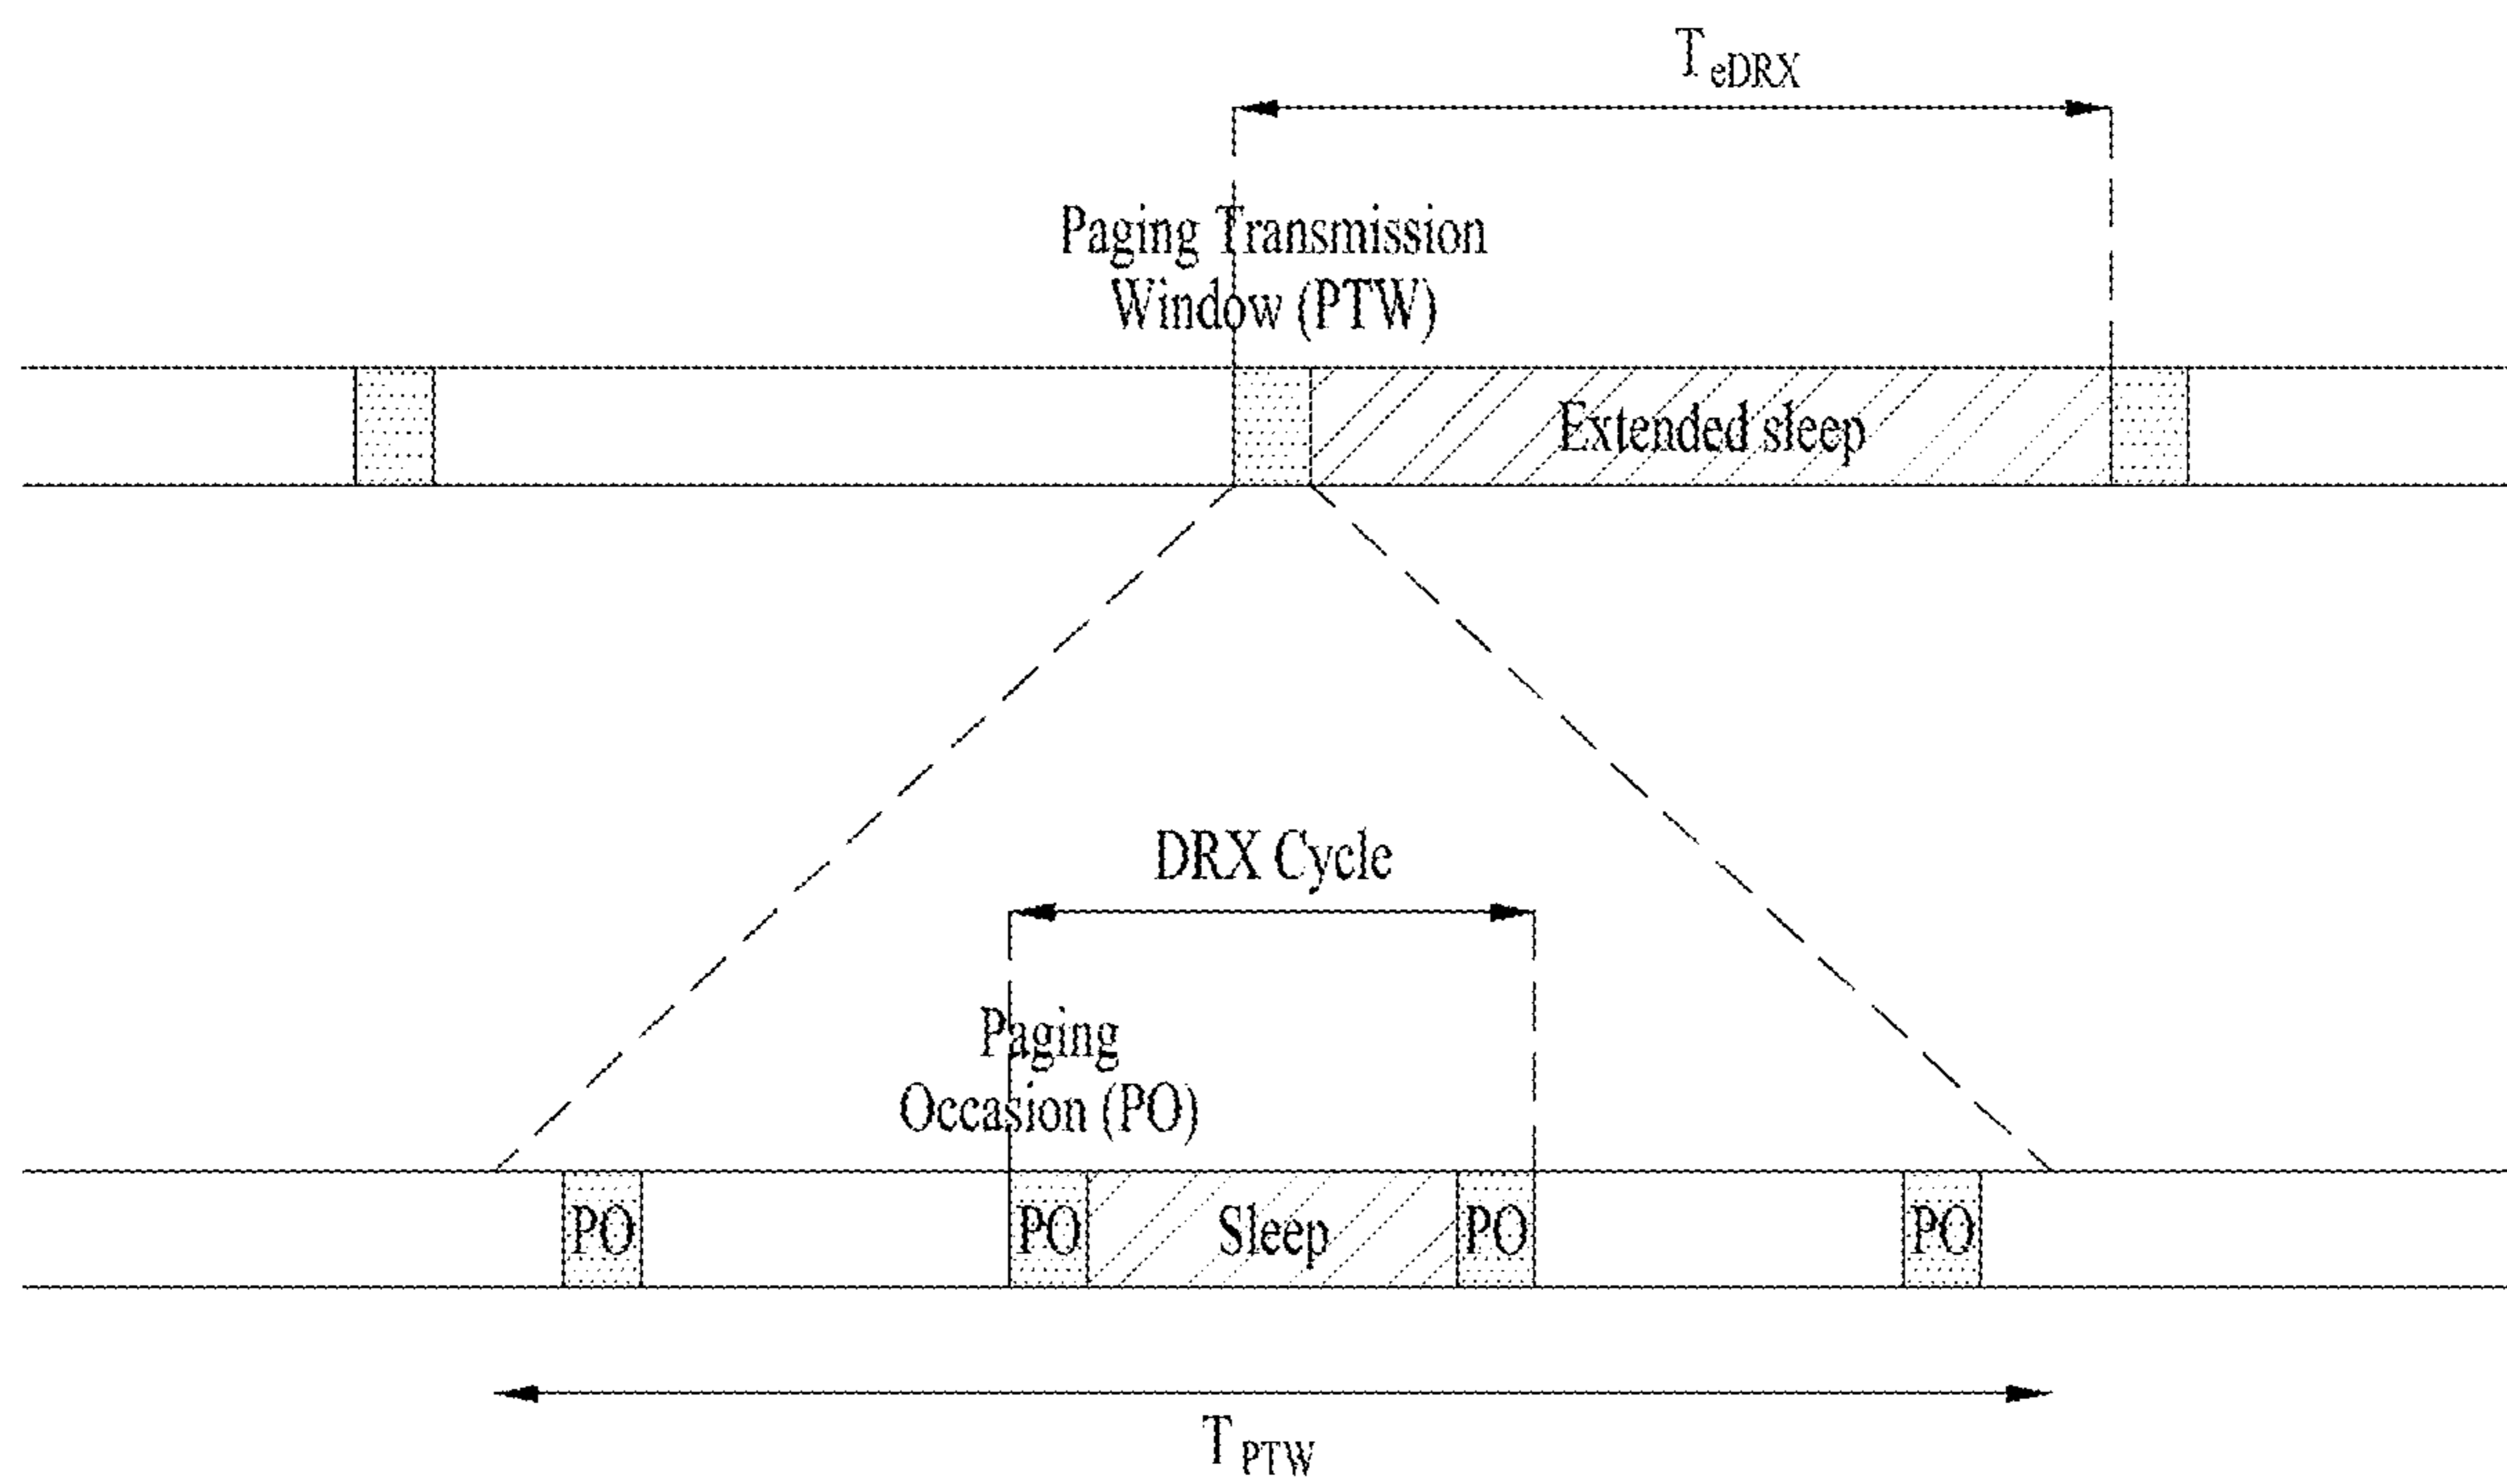 T eDRX
Paging Transmission
Window (PTW)
Extended sleep
DRX Cycle
Paging
Occasion (PO)
PO PO Sleep PO PO
T PTW